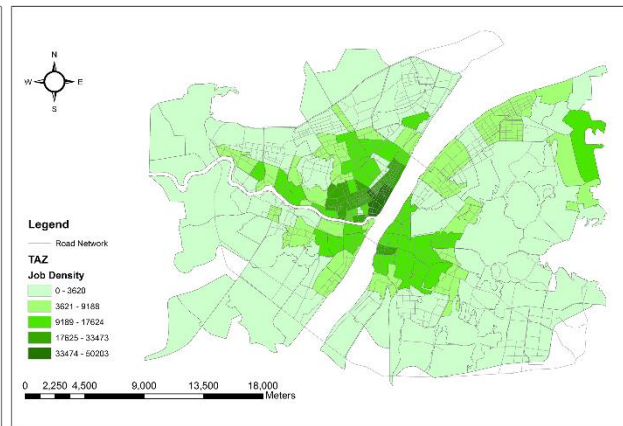 N
W E
S
Legend
Road Network
TAZ
Job Density
0 - 3620
3621 - 9188
9189 - 17624
17625 - 33473
33474 - 50203
0 2,250 4,500 9,000 13,500 18,000
Meters